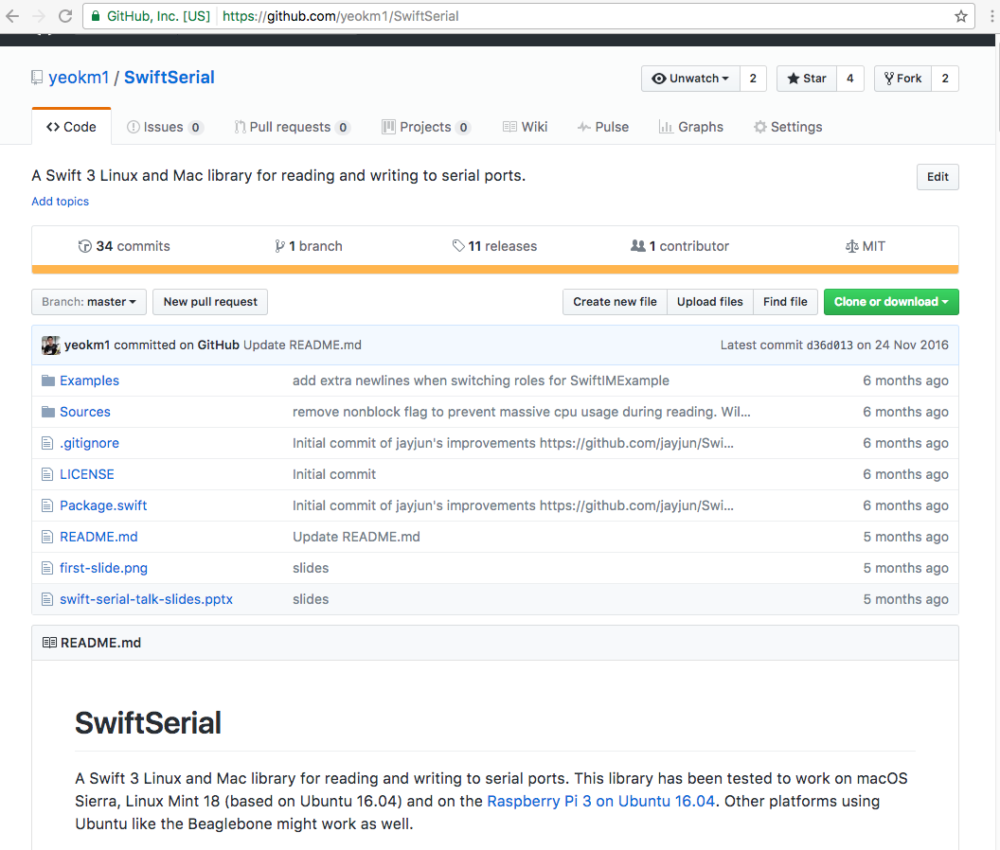 GitHub, Inc. [US] https://github.com/yeokm1/SwiftSerial
yeokm1 / SwiftSerial
Unwatch 2 Star 4 Fork 2
Code Issues 0 Pull requests 0 Projects 0 Wiki Pulse Graphs Settings
A Swift 3 Linux and Mac library for reading and writing to serial ports. Edit
Add topics
34 commits 1 branch 11 releases 1 contributor MIT
Branch: master New pull request Create new file Upload files Find file Clone or download
yeokm1 committed on GitHub Update README.md Latest commit d36d013 on 24 Nov 2016
Examples add extra newlines when switching roles for SwiftIMExample 6 months ago
Sources remove nonblock flag to prevent massive cpu usage during reading. Wil... 6 months ago
.gitignore Initial commit of jayjun's improvements https://github.com/jayjun/Swi... 6 months ago
LICENSE Initial commit 6 months ago
Package.swift Initial commit of jayjun's improvements https://github.com/jayjun/Swi... 6 months ago
README.md Update README.md 5 months ago
first-slide.png slides 5 months ago
swift-serial-talk-slides.pptx slides 5 months ago
README.md
SwiftSerial
A Swift 3 Linux and Mac library for reading and writing to serial ports. This library has been tested to work on macOS
Sierra, Linux Mint 18 (based on Ubuntu 16.04) and on the Raspberry Pi 3 on Ubuntu 16.04. Other platforms using
Ubuntu like the Beaglebone might work as well.